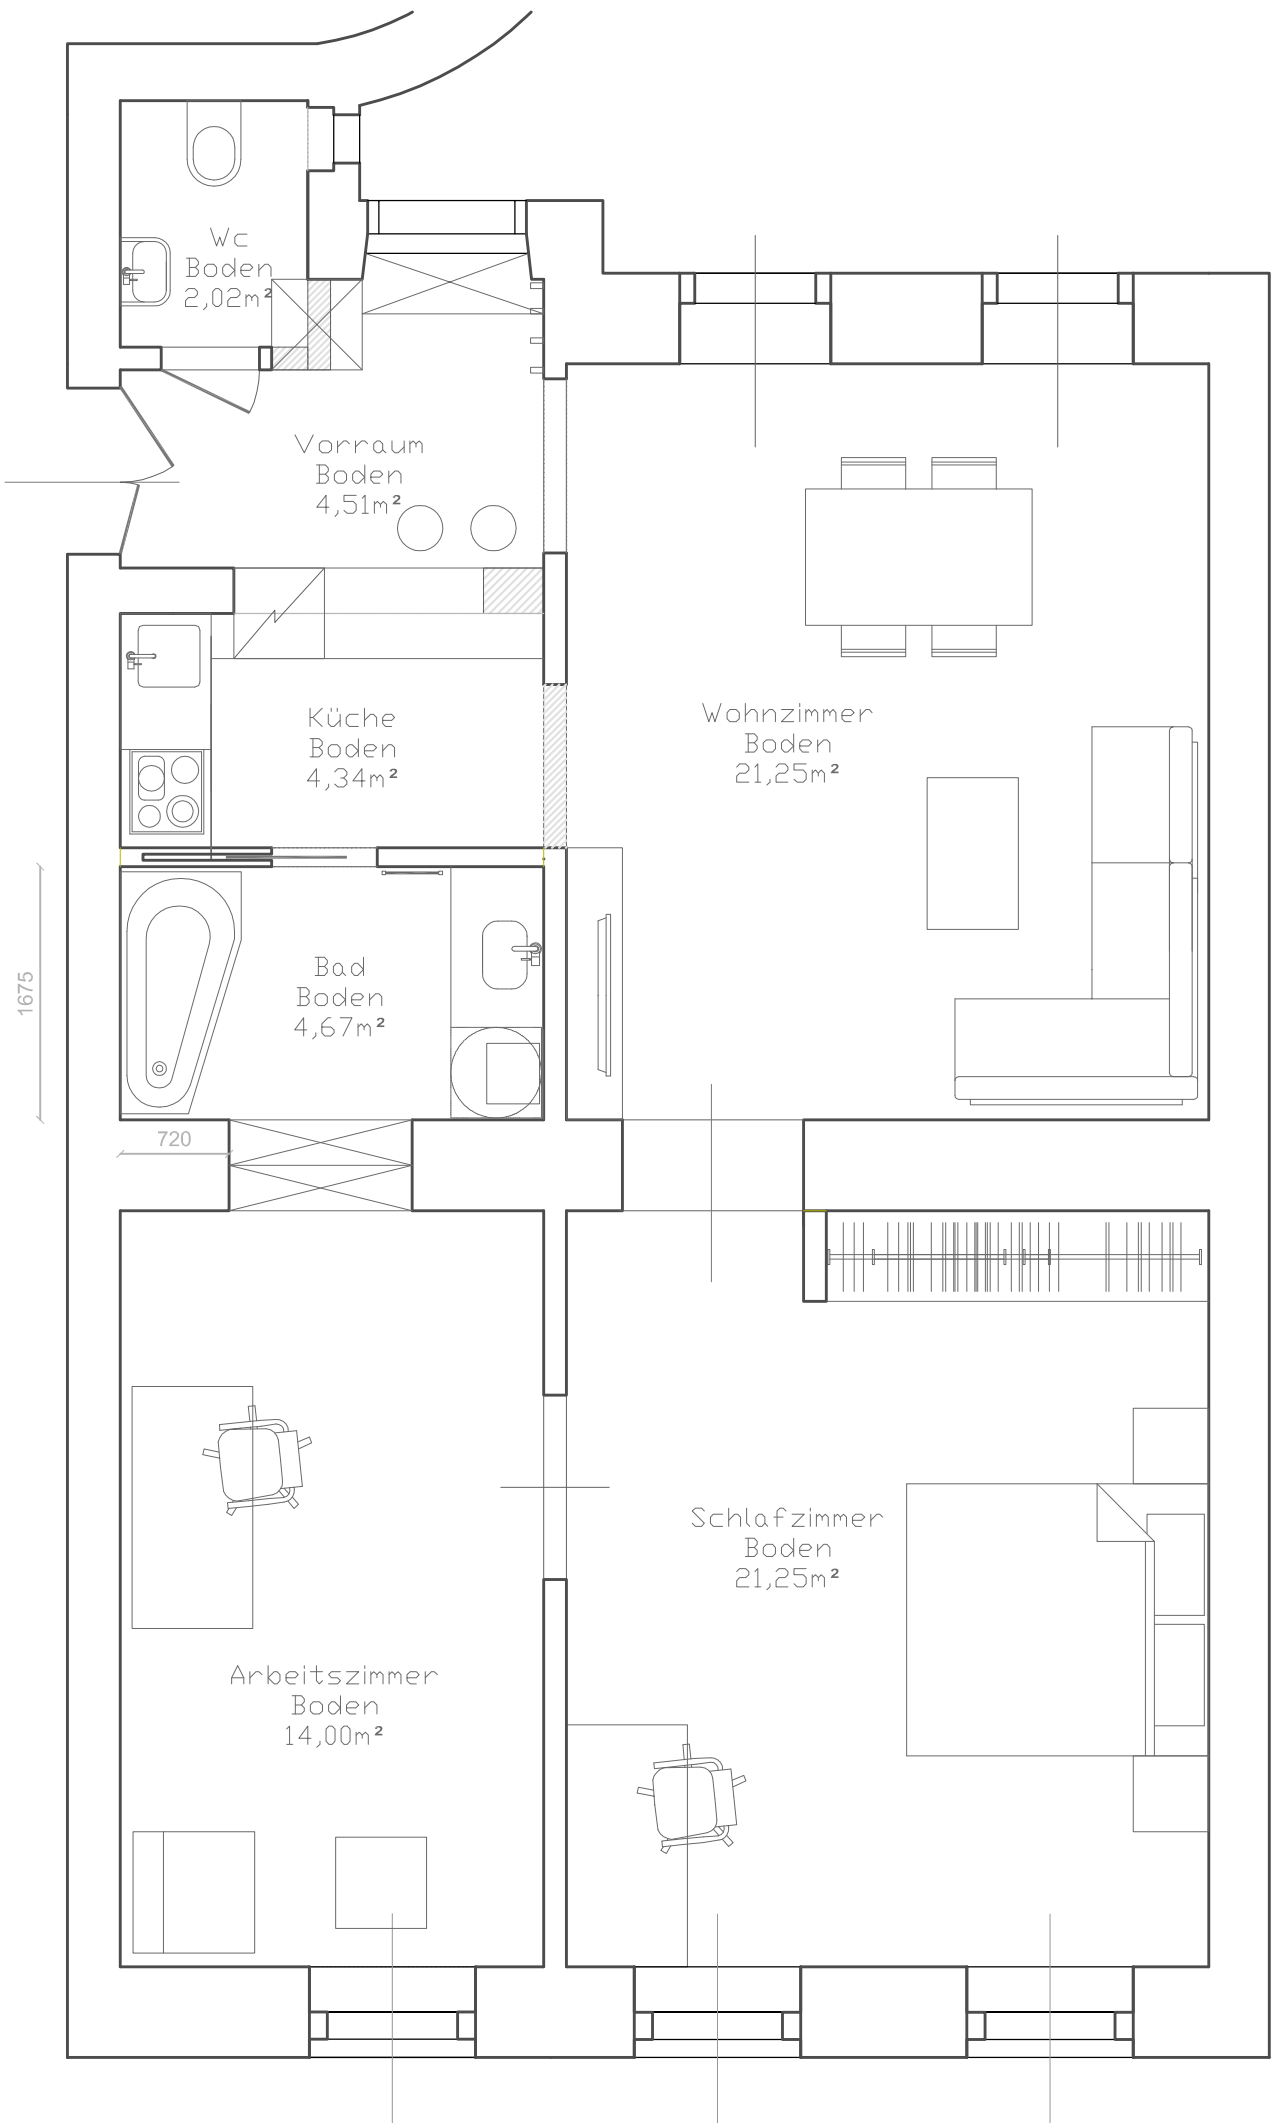 Wc
Boden
2,02m²
Vorraum
Boden
4,51m²
Küche
Boden
4,34m²
Wohnzimmer
Boden
21,25m²
1675
Bad
Boden
4,67m²
720
Schlafzimmer
Boden
21,25m²
Arbeitszimmer
Boden
14,00m²